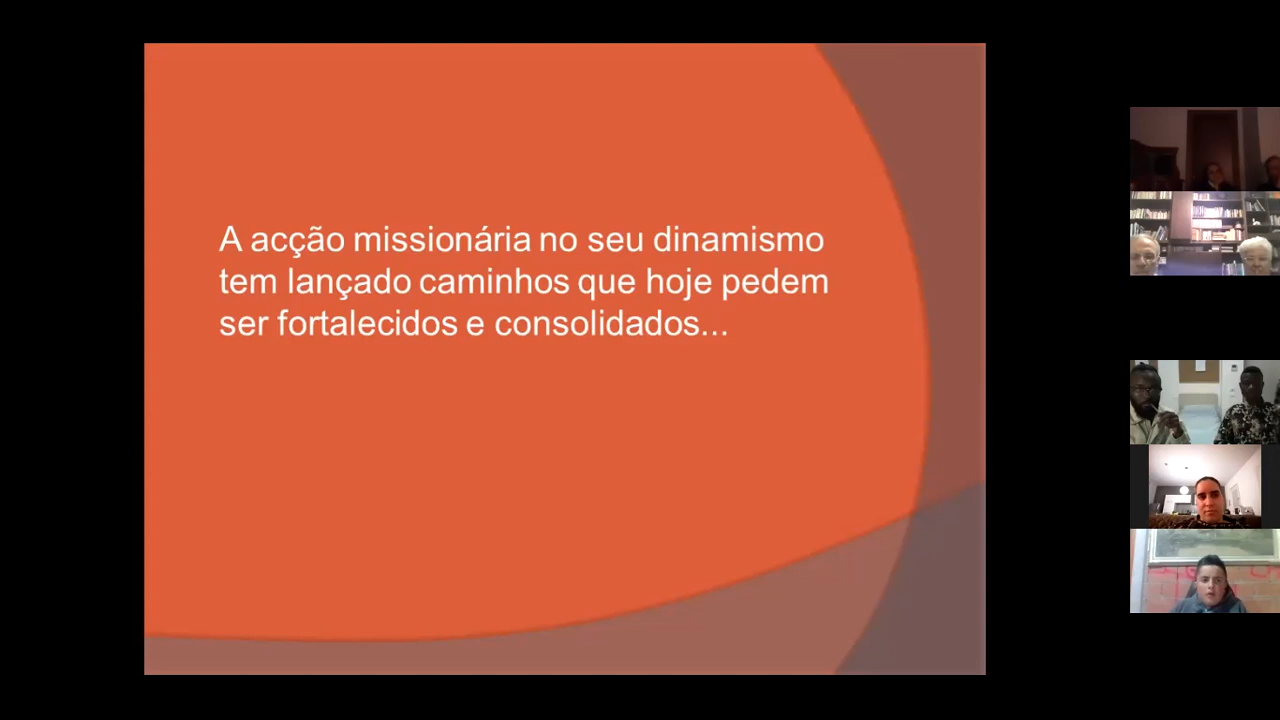 A acção missionária no seu dinamismo
tem lançado caminhos que hoje pedem
ser fortalecidos e consolidados...